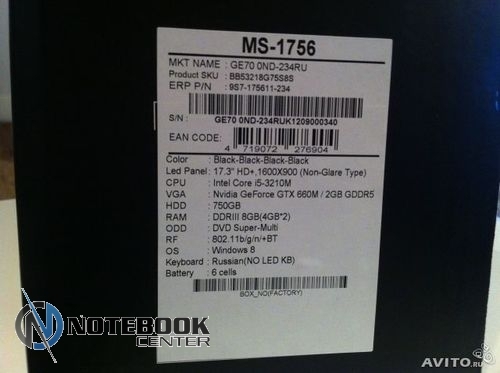 MS-1756
MKT NAME : GE70 0ND-234RU
Product SKU : BB53218G75S8S
ERP P/N : 9S7-175611-234
S/N : GE70 0ND-234RUK1209000340
EAN CODE:
4 719072 276904
Color : Black-Black-Black-Black
Led Panel : 17.3" HD+,1600X900 (Non-Glare Type)
CPU : Intel Core i5-3210M
VGA : Nvidia GeForce GTX 660M / 2GB GDDR5
HDD : 750GB
RAM : DDRIII 8GB(4GB*2)
ODD : DVD Super-Multi
RF : 802.11b/g/n/+BT
OS : Windows 8
Keyboard : Russian(NO LED KB)
Battery : 6 cells
BOX_NO(FACTORY)
NOTEBOOK
CENTER
AVITO.ru